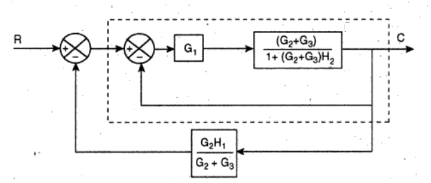 R
+
−
+
−
G₁
(G₂+G₃)
1+ (G₂+G₃)H₂
C
G₂H₁
G₂ + G₃